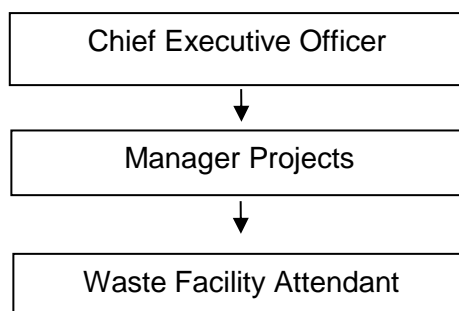 Chief Executive Officer
Manager Projects
Waste Facility Attendant